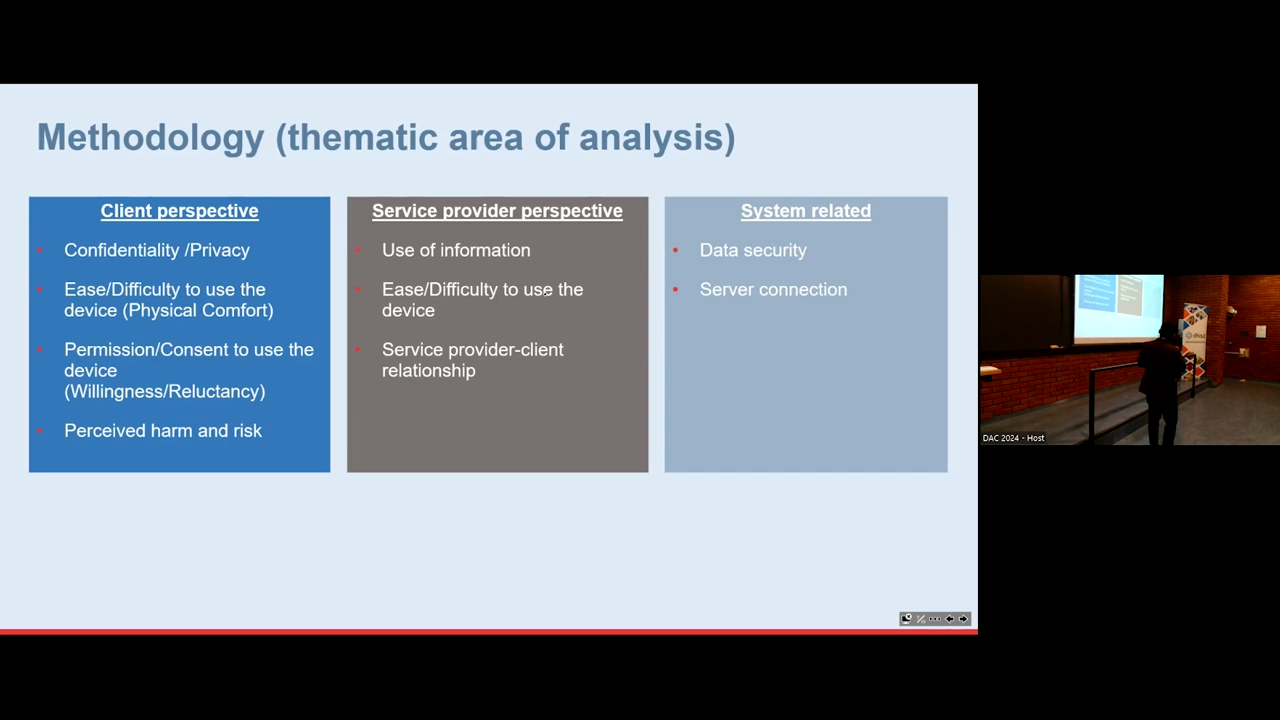 Methodology (thematic area of analysis)
Client perspective
Confidentiality /Privacy
Ease/Difficulty to use the
device (Physical Comfort)
Permission/Consent to use the
device
(Willingness/Reluctancy)
Perceived harm and risk
Service provider perspective
Use of information
Ease/Difficulty to use the
device
Service provider-client
relationship
System related
Data security
Server connection
DAC 2024 - Host